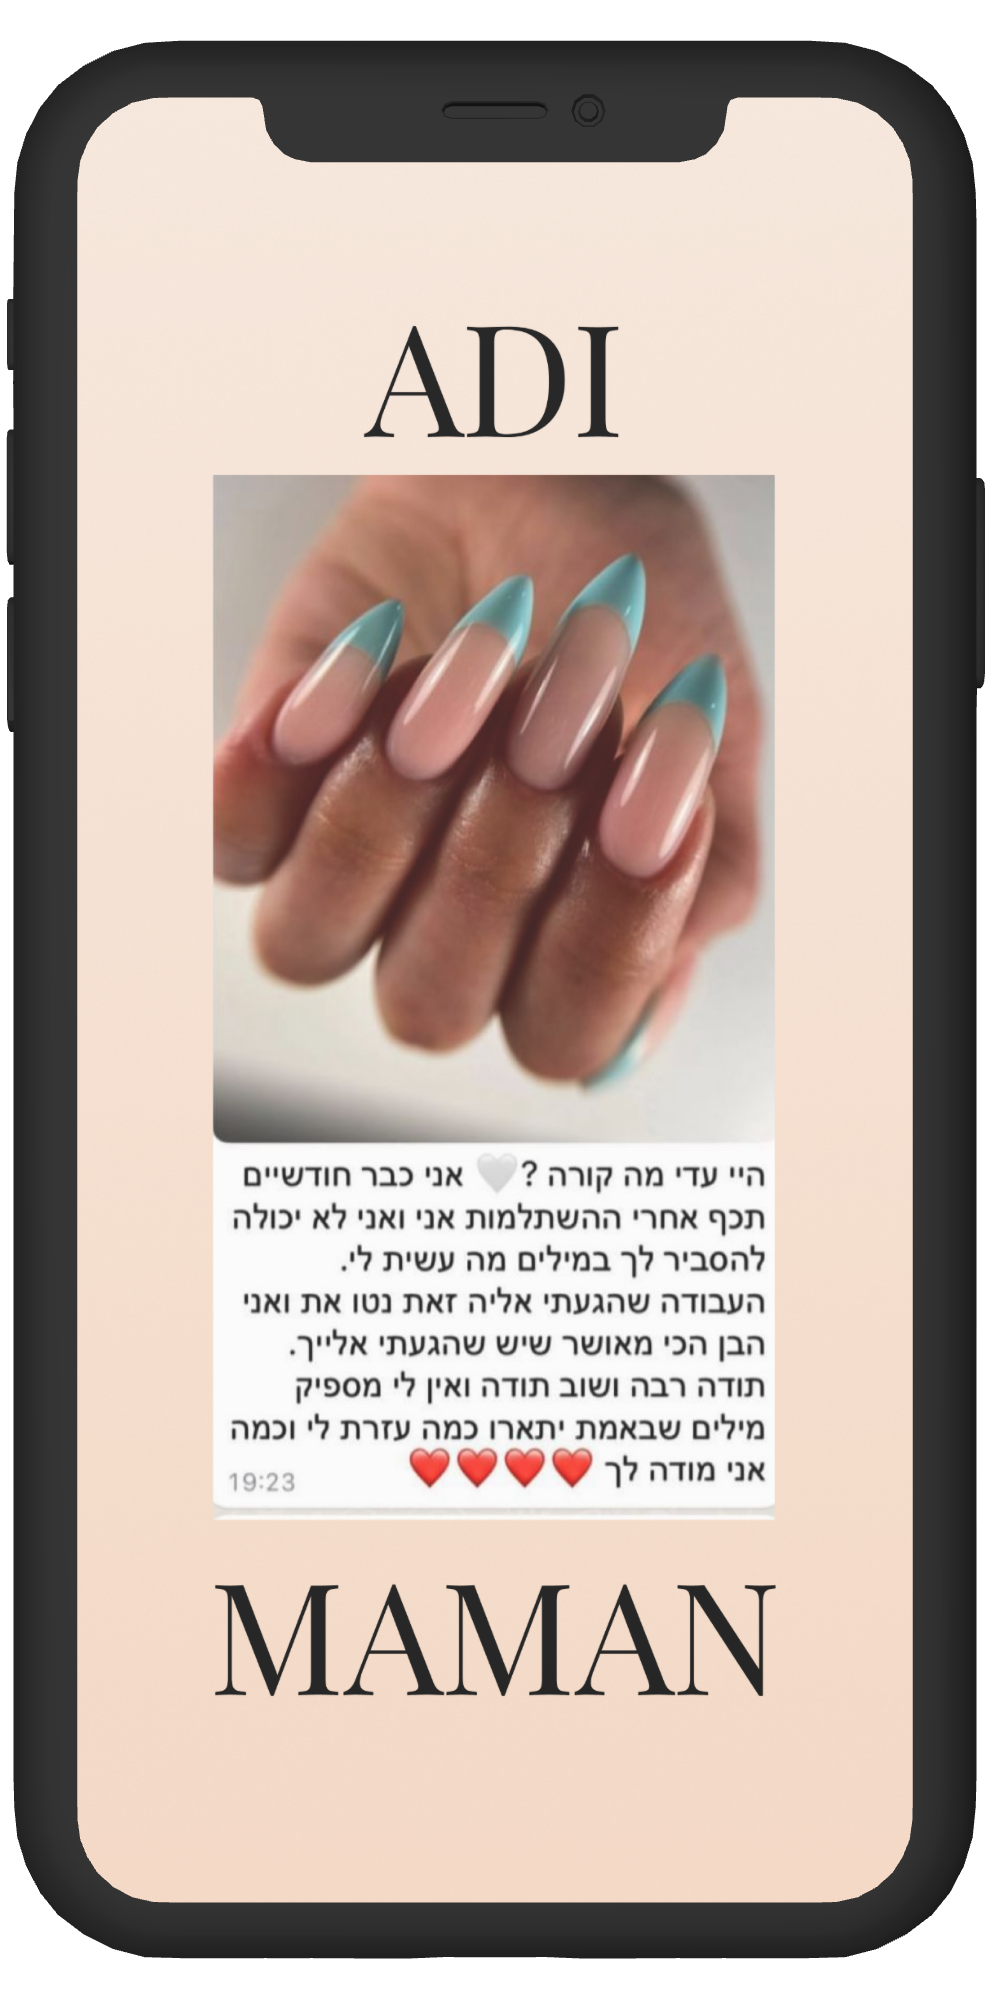 ADI
היי עדי מה קורה ?🤍 אני כבר חודשיים
תכף אחרי ההשתלמות אני ואני לא יכולה
להסביר לך במילים מה עשית לי.
העבודה שהגעתי אליה זאת נטו את ואני
הבן הכי מאושר שיש שהגעתי אלייך.
תודה רבה ושוב תודה ואין לי מספיק
מילים שבאמת יתארו כמה עזרת לי וכמה
אני מודה לך ❤️❤️❤️❤️
19:23
MAMAN